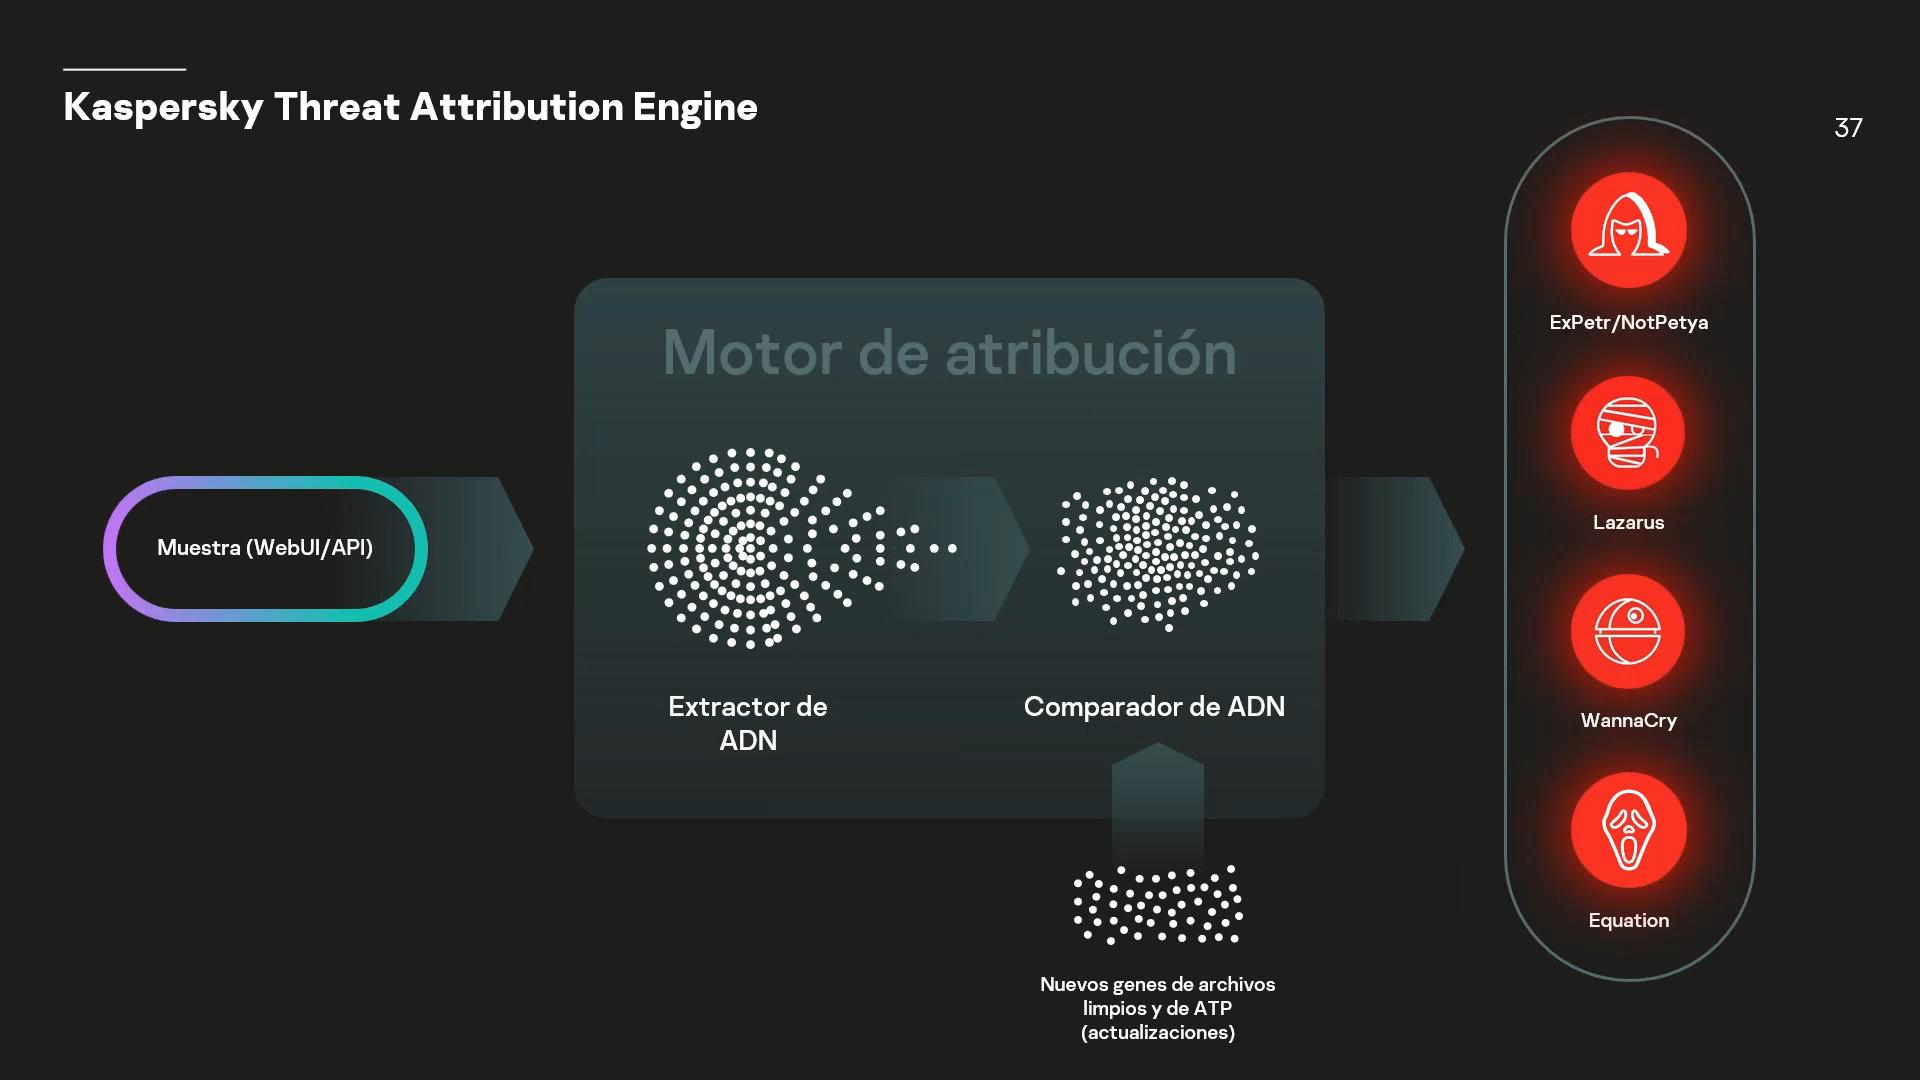 Kaspersky Threat Attribution Engine
37
Muestra (WebUI/API)
Motor de atribución
Extractor de
ADN
Comparador de ADN
Nuevos genes de archivos
limpios y de ATP
(actualizaciones)
ExPetr/NotPetya
Lazarus
WannaCry
Equation